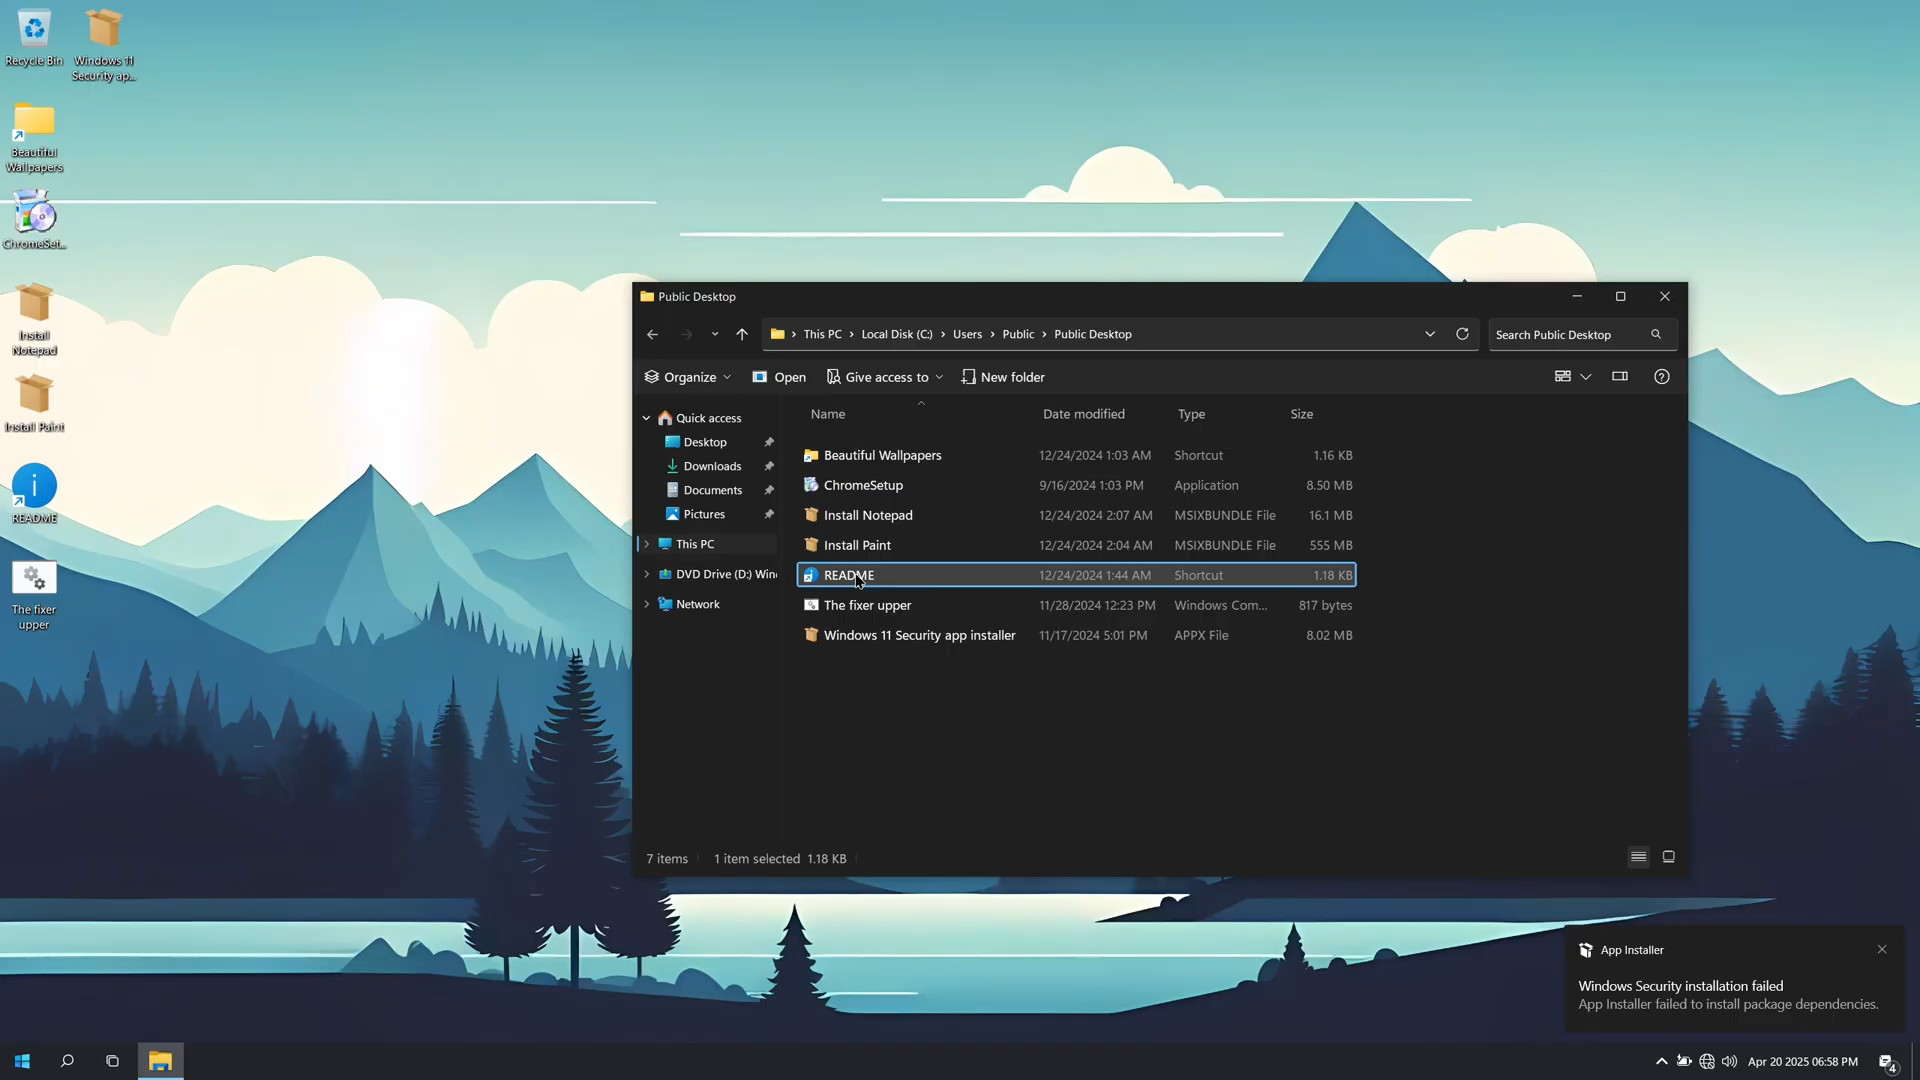 Recycle Bin
Windows 11
Security ap...
Beautiful
Wallpapers
ChromeSet...
Install
Notepad
Install Paint
README
The fixer
upper
Public Desktop
This PC > Local Disk (C:) > Users > Public > Public Desktop
Search Public Desktop
Organize
Open
Give access to
New folder
Quick access
Desktop
Downloads
Documents
Pictures
This PC
DVD Drive (D:) Win
Network
Name Date modified Type Size
Beautiful Wallpapers 12/24/2024 1:03 AM Shortcut 1.16 KB
ChromeSetup 9/16/2024 1:03 PM Application 8.50 MB
Install Notepad 12/24/2024 2:07 AM MSIXBUNDLE File 16.1 MB
Install Paint 12/24/2024 2:04 AM MSIXBUNDLE File 555 MB
README 12/24/2024 1:44 AM Shortcut 1.18 KB
The fixer upper 11/28/2024 12:23 PM Windows Com... 817 bytes
Windows 11 Security app installer 11/17/2024 5:01 PM APPX File 8.02 MB
7 items 1 item selected 1.18 KB
App Installer
Windows Security installation failed
App Installer failed to install package dependencies.
Apr 20 2025 06:58 PM
4